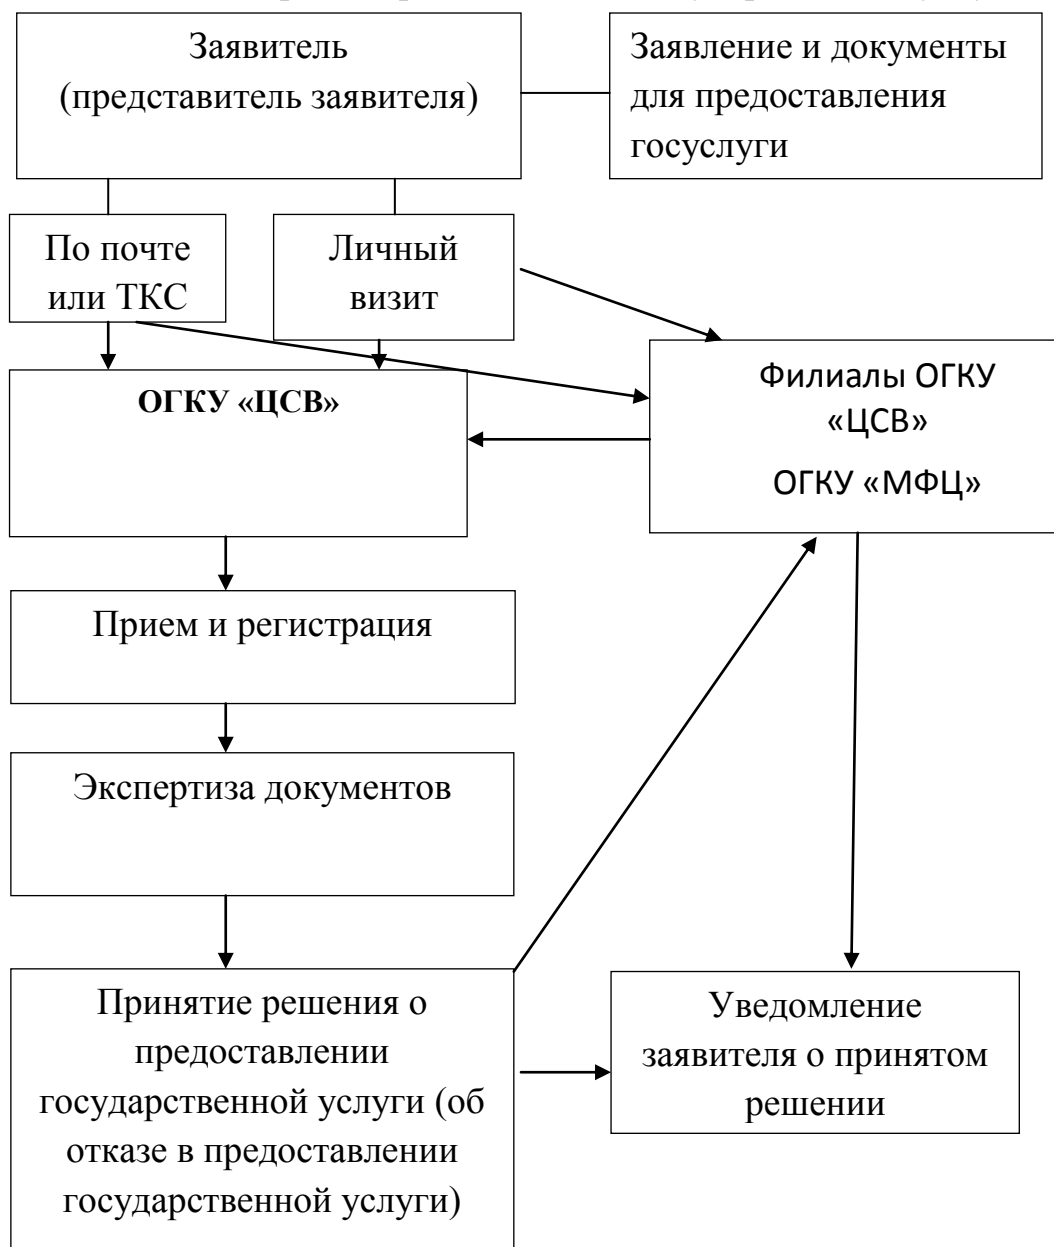 Заявитель
(представитель заявителя)
Заявление и документы
для предоставления
госуслуги
По почте
или ТКС
Личный
визит
ОГКУ «ЦСВ»
Филиалы ОГКУ
«ЦСВ»
ОГКУ «МФЦ»
Прием и регистрация
Экспертиза документов
Принятие решения о
предоставлении
государственной услуги (об
отказе в предоставлении
государственной услуги)
Уведомление
заявителя о принятом
решении